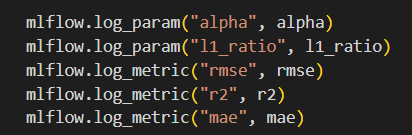 mlflow.log_param("alpha", alpha)
mlflow.log_param("l1_ratio", l1_ratio)
mlflow.log_metric("rmse", rmse)
mlflow.log_metric("r2", r2)
mlflow.log_metric("mae", mae)